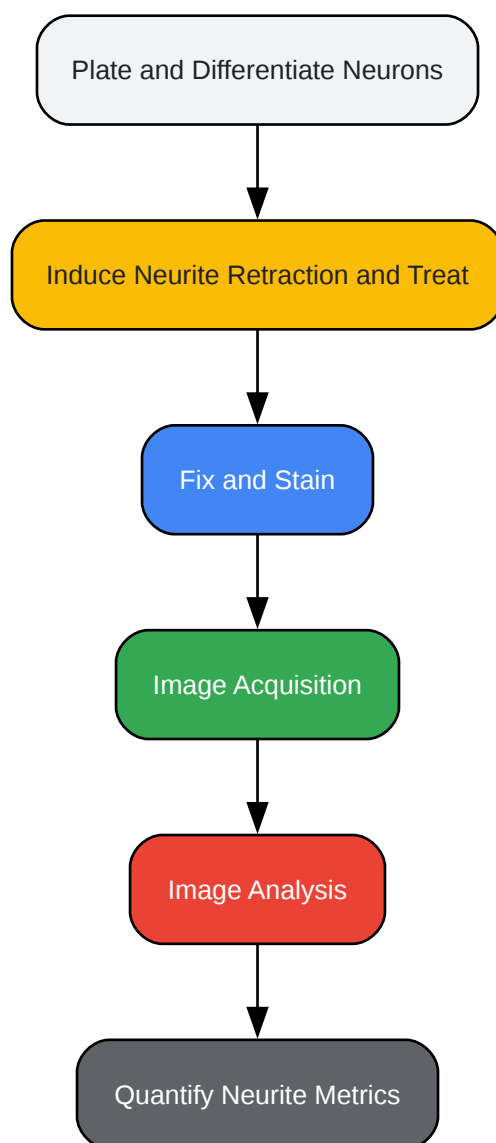 Plate and Differentiate Neurons
Induce Neurite Retraction and Treat
Fix and Stain
Image Acquisition
Image Analysis
Quantify Neurite Metrics